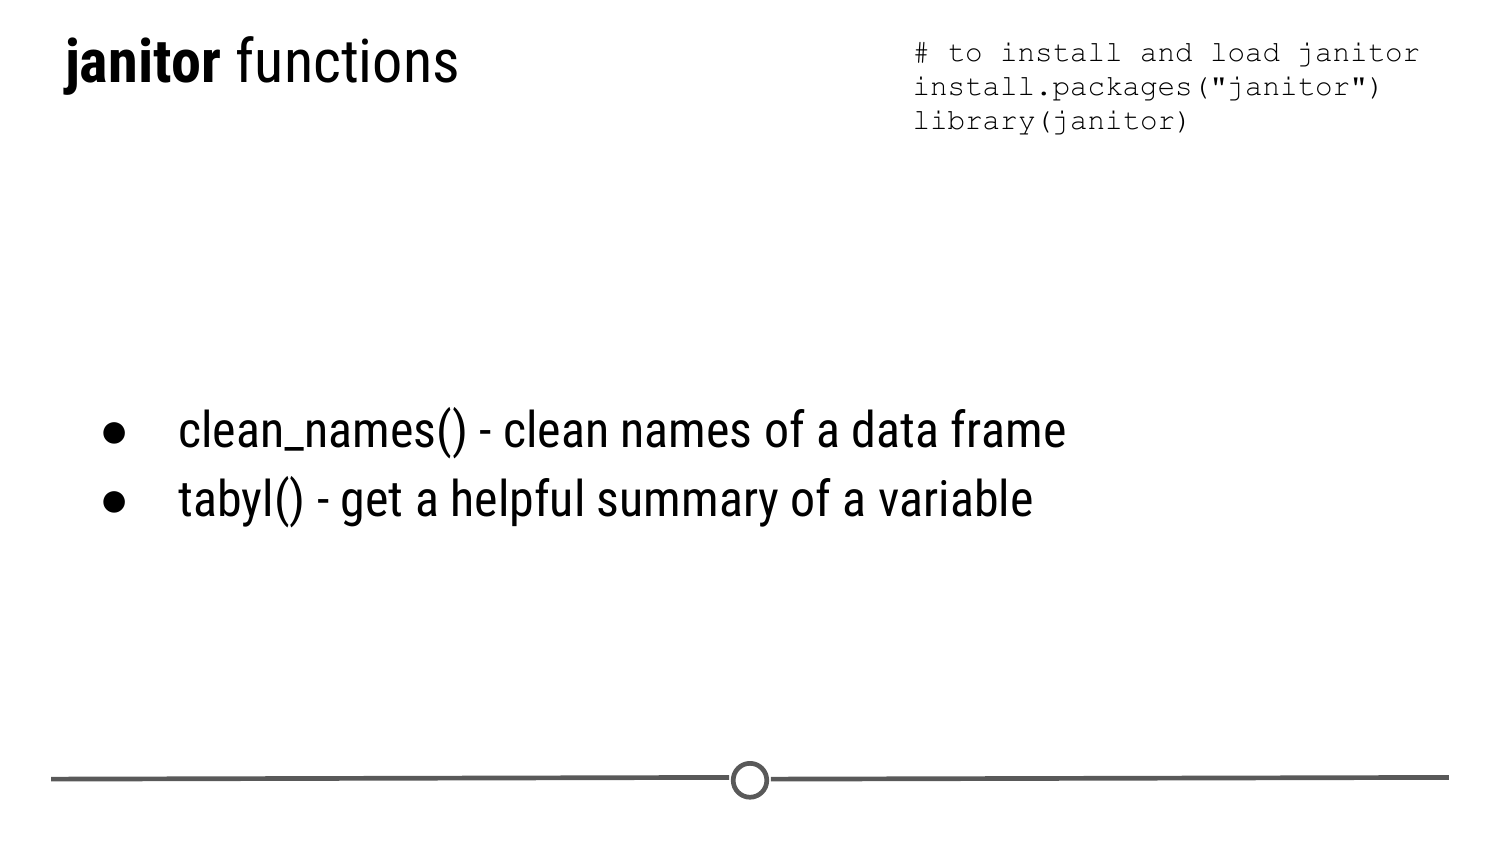 janitor functions
# to install and load janitor
install.packages("janitor")
library(janitor)
● clean_names() - clean names of a data frame
● tabyl() - get a helpful summary of a variable